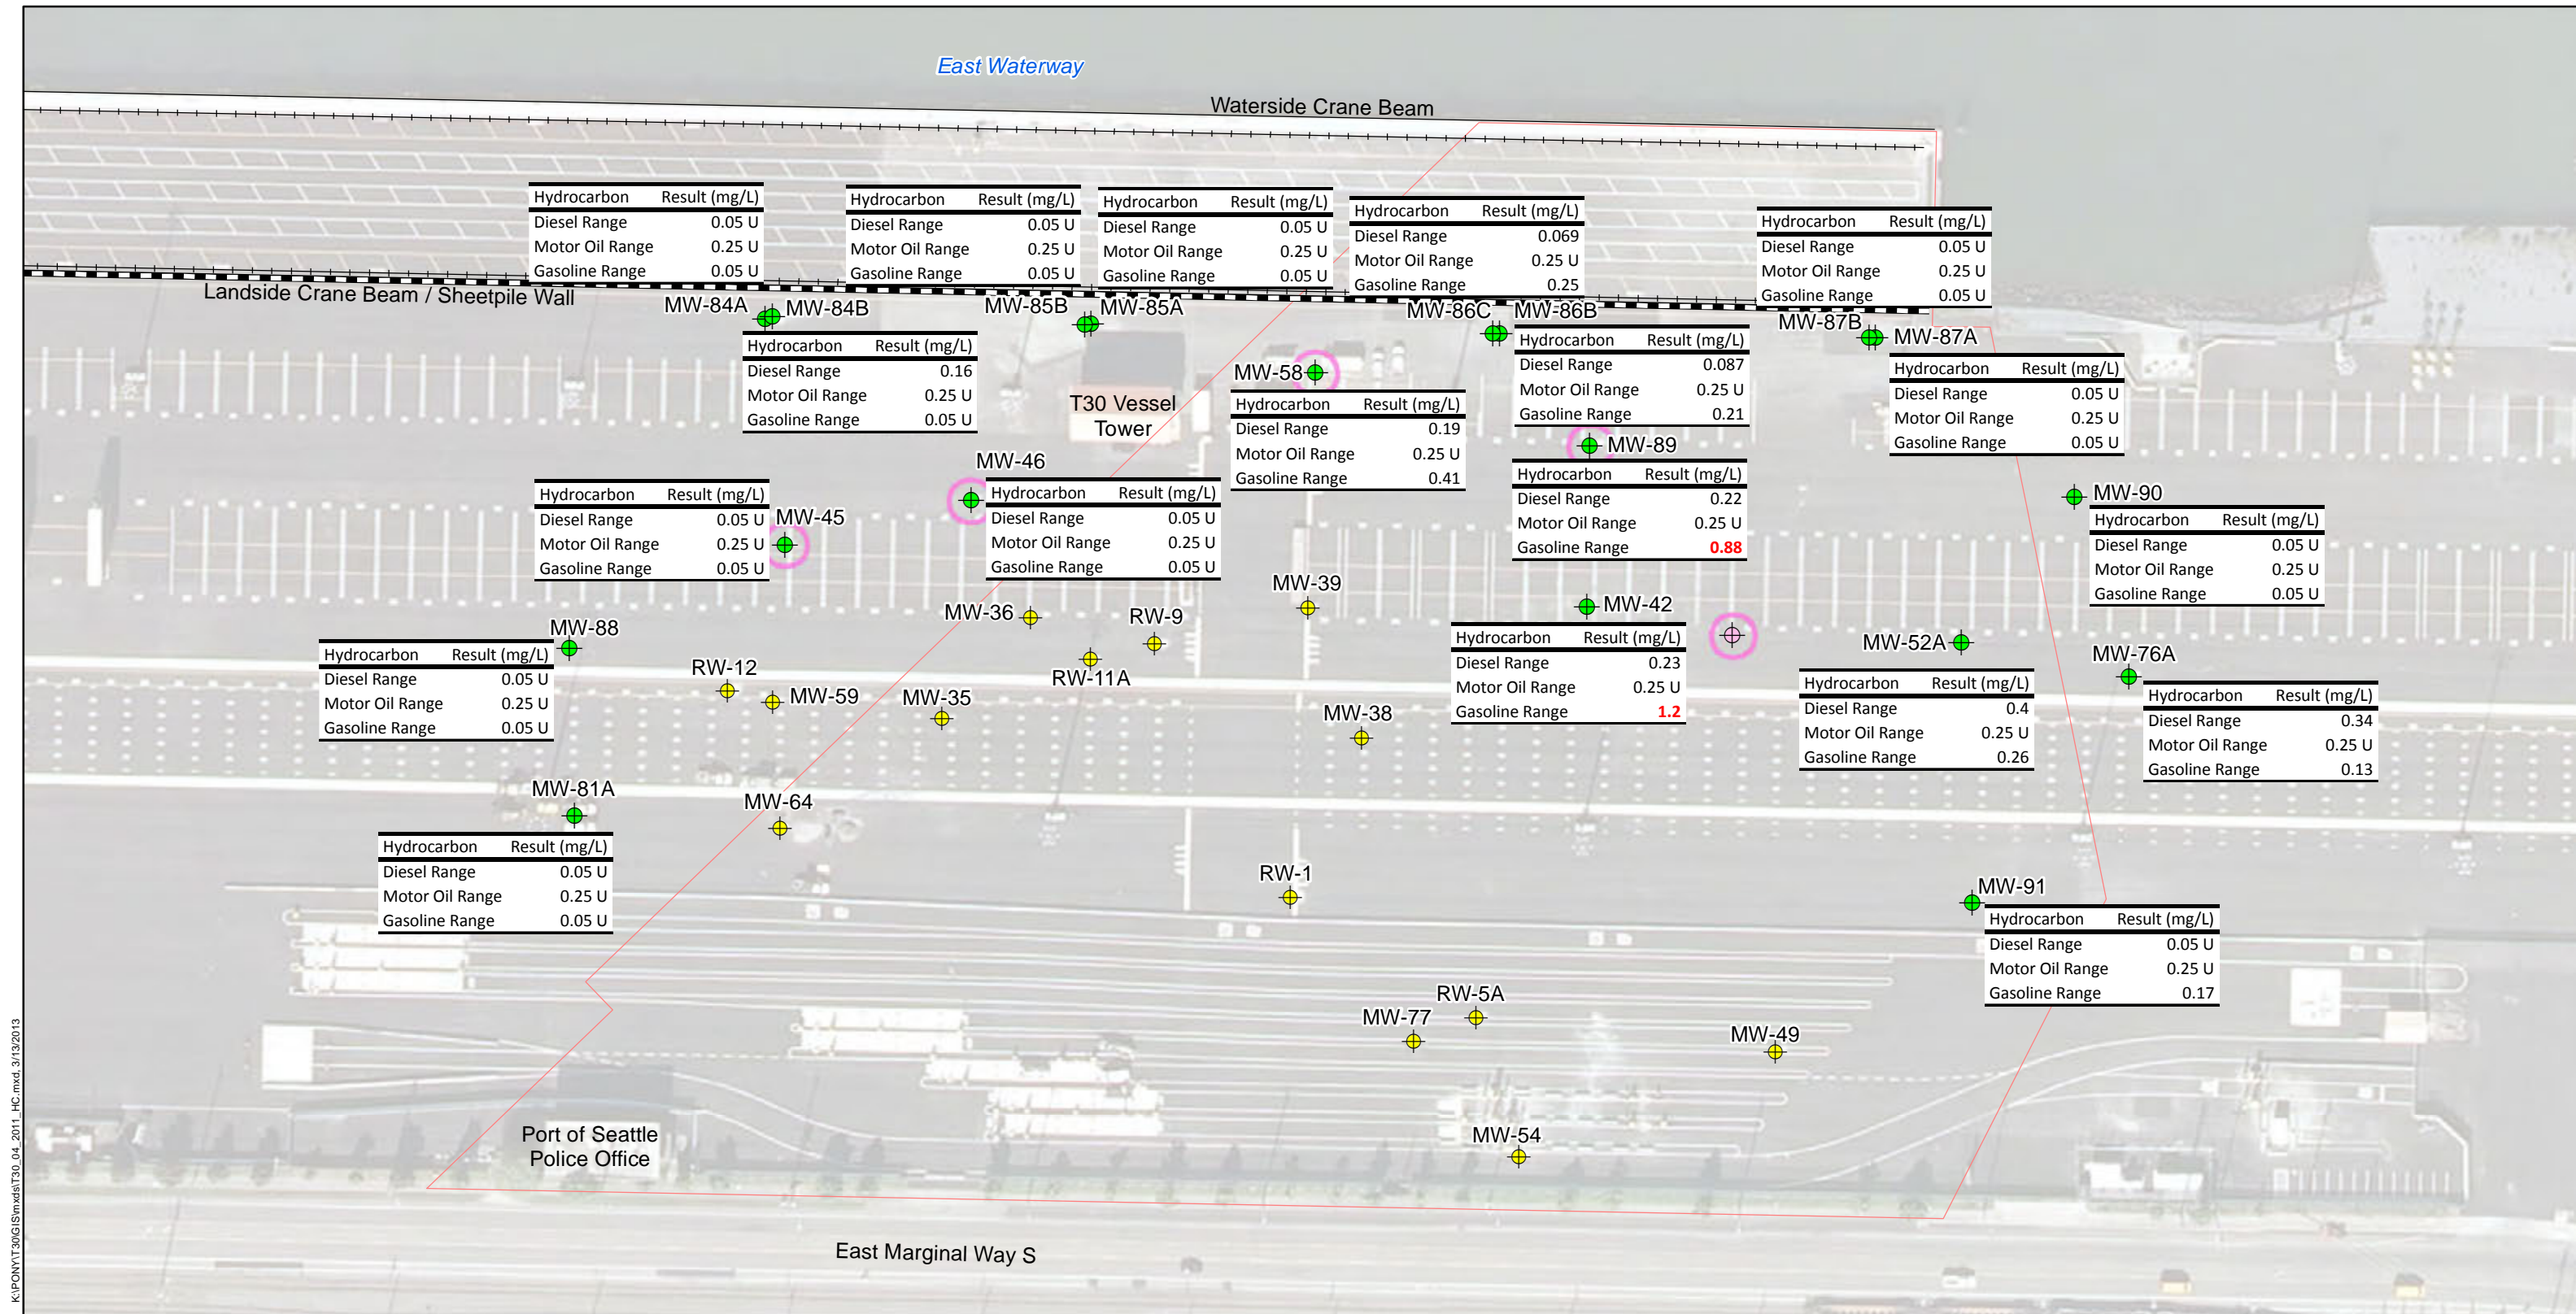 East Waterway
Waterside Crane Beam
Hydrocarbon Result (mg/L)
Diesel Range 0.05 U
Motor Oil Range 0.25 U
Gasoline Range 0.05 U
Hydrocarbon Result (mg/L)
Diesel Range 0.05 U
Motor Oil Range 0.25 U
Gasoline Range 0.05 U
Hydrocarbon Result (mg/L)
Diesel Range 0.05 U
Motor Oil Range 0.25 U
Gasoline Range 0.05 U
Hydrocarbon Result (mg/L)
Diesel Range 0.069
Motor Oil Range 0.25 U
Gasoline Range 0.25
Hydrocarbon Result (mg/L)
Diesel Range 0.05 U
Motor Oil Range 0.25 U
Gasoline Range 0.05 U
Landside Crane Beam / Sheetpile Wall
MW-84A
MW-84B
MW-85B
MW-85A
MW-86C
MW-86B
MW-87B
MW-87A
Hydrocarbon Result (mg/L)
Diesel Range 0.16
Motor Oil Range 0.25 U
Gasoline Range 0.05 U
T30 Vessel
Tower
MW-58
Hydrocarbon Result (mg/L)
Diesel Range 0.19
Motor Oil Range 0.25 U
Gasoline Range 0.41
Hydrocarbon Result (mg/L)
Diesel Range 0.087
Motor Oil Range 0.25 U
Gasoline Range 0.21
Hydrocarbon Result (mg/L)
Diesel Range 0.05 U
Motor Oil Range 0.25 U
Gasoline Range 0.05 U
MW-89
Hydrocarbon Result (mg/L)
Diesel Range 0.22
Motor Oil Range 0.25 U
Gasoline Range 0.88
MW-46
Hydrocarbon Result (mg/L)
Diesel Range 0.05 U
Motor Oil Range 0.25 U
Gasoline Range 0.05 U
Hydrocarbon Result (mg/L)
Diesel Range 0.05 U
Motor Oil Range 0.25 U
Gasoline Range 0.05 U
MW-45
MW-90
Hydrocarbon Result (mg/L)
Diesel Range 0.05 U
Motor Oil Range 0.25 U
Gasoline Range 0.05 U
MW-39
MW-42
MW-36
RW-9
MW-88
Hydrocarbon Result (mg/L)
Diesel Range 0.05 U
Motor Oil Range 0.25 U
Gasoline Range 0.05 U
RW-12
MW-59
MW-35
RW-11A
MW-38
Hydrocarbon Result (mg/L)
Diesel Range 0.23
Motor Oil Range 0.25 U
Gasoline Range 1.2
MW-52A
Hydrocarbon Result (mg/L)
Diesel Range 0.4
Motor Oil Range 0.25 U
Gasoline Range 0.26
MW-76A
Hydrocarbon Result (mg/L)
Diesel Range 0.34
Motor Oil Range 0.25 U
Gasoline Range 0.13
MW-81A
MW-64
Hydrocarbon Result (mg/L)
Diesel Range 0.05 U
Motor Oil Range 0.25 U
Gasoline Range 0.05 U
RW-1
MW-91
Hydrocarbon Result (mg/L)
Diesel Range 0.05 U
Motor Oil Range 0.25 U
Gasoline Range 0.17
RW-5A
MW-77
MW-49
MW-54
Port of Seattle
Police Office
East Marginal Way S
K:\PONY\T30\GIS\mxds\T30_04_2011_HC.mxd, 3/13/2013